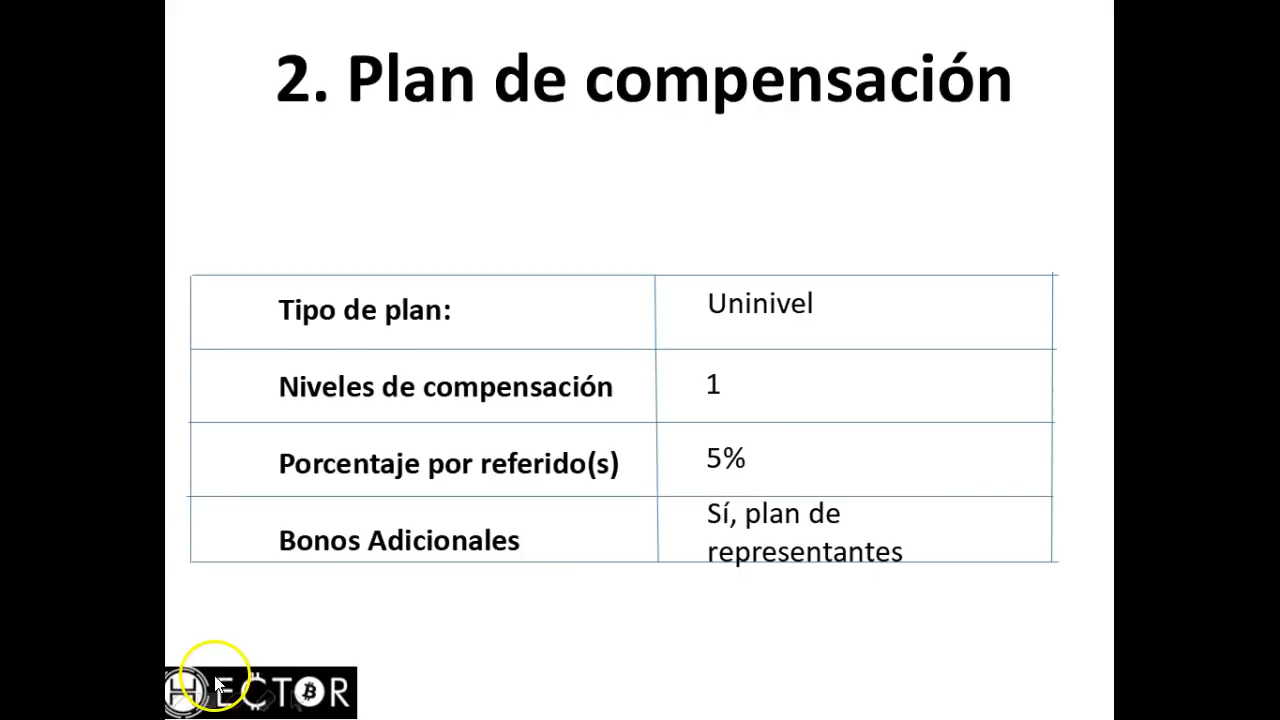 2. Plan de compensación
Tipo de plan:
Uninivel
Niveles de compensación
1
Porcentaje por referido(s)
5%
Bonos Adicionales
Sí, plan de
representantes
HECTOR